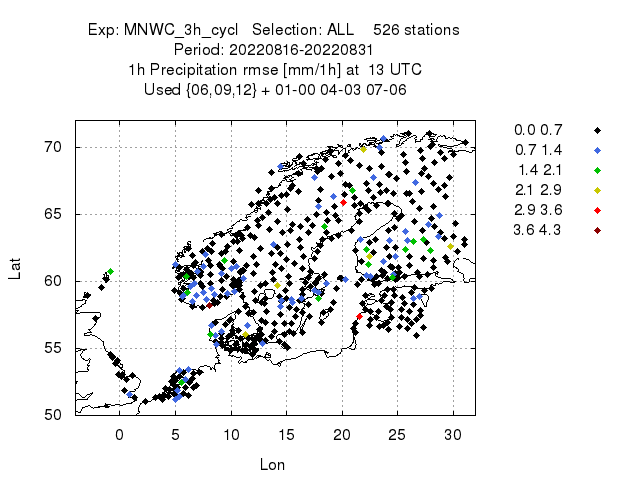 Exp: MNWC_3h_cycl Selection: ALL 526 stations
Period: 20220816-20220831
1h Precipitation rmse [mm/1h] at 13 UTC
Used {06,09,12} + 01-00 04-03 07-06
0.0 0.7
0.7 1.4
1.4 2.1
2.1 2.9
2.9 3.6
3.6 4.3
70
65
60
55
50
Lat
0 5 10 15 20 25 30
Lon